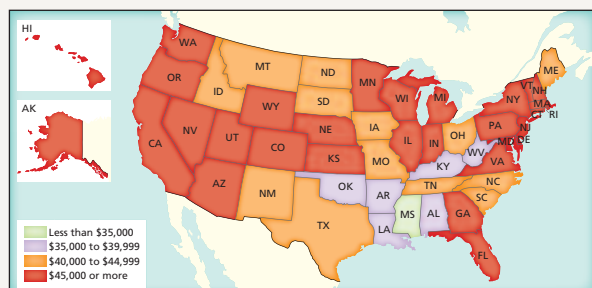 HI
AK
WA
OR
CA
NV
ID
MT
WY
UT
AZ
CO
NM
ND
SD
NE
KS
OK
TX
MN
IA
MO
AR
LA
WI
IL
MI
IN
OH
KY
TN
MS
AL
GA
FL
SC
NC
VA
WV
PA
NY
ME
VT
NH
MA
CT
RI
NJ
DE
MD
Less than $35,000
$35,000 to $39,999
$40,000 to $44,999
$45,000 or more